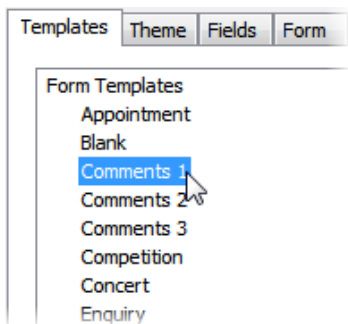 Templates Theme Fields Form
Form Templates
Appointment
Blank
Comments 1
Comments 2
Comments 3
Competition
Concert
Enquiry